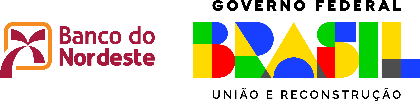 Banco do
Nordeste
GOVERNO FEDERAL
BRASIL
UNIÃO E RECONSTRUÇÃO